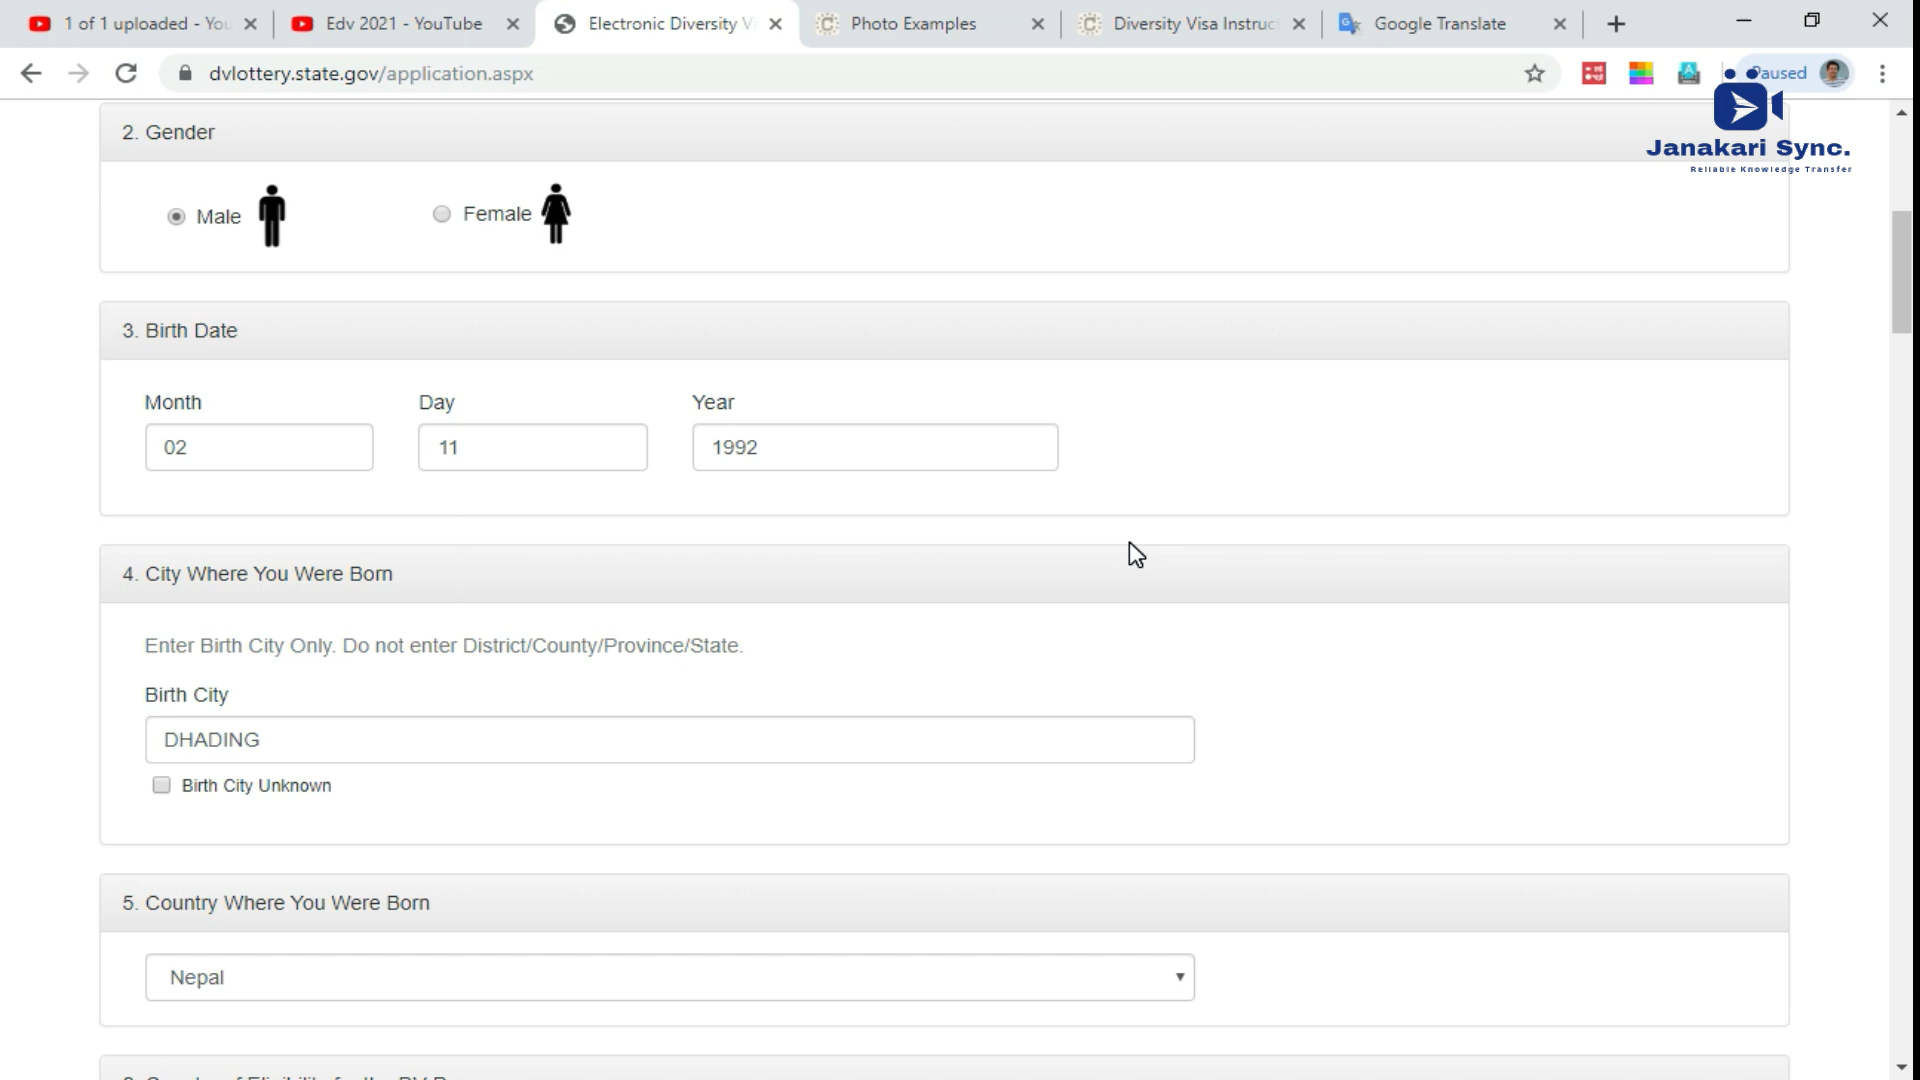 1 of 1 uploaded - You
Edv 2021 - YouTube
Electronic Diversity Vi
Photo Examples
Diversity Visa Instruct
Google Translate
dvlottery.state.gov/application.aspx
Paused
Janakari Sync.
Reliable Knowledge Transfer
2. Gender
Male
Female
3. Birth Date
Month Day Year
02 11 1992
4. City Where You Were Born
Enter Birth City Only. Do not enter District/County/Province/State.
Birth City
DHADING
Birth City Unknown
5. Country Where You Were Born
Nepal